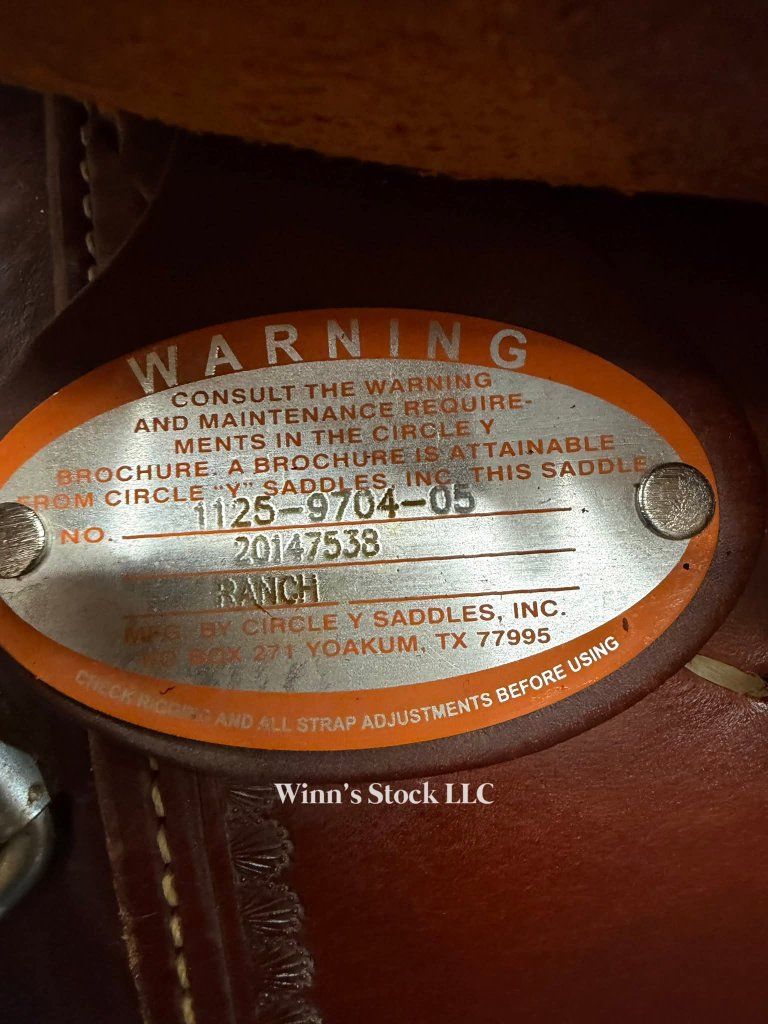 WARNING
CONSULT THE WARNING
AND MAINTENANCE REQUIRE-
MENTS IN THE CIRCLE Y
BROCHURE. A BROCHURE IS ATTAINABLE
FROM CIRCLE "Y" SADDLES, INC. THIS SADDLE
NO. 1125-9704-05
20147538
RANCH
MFG. BY CIRCLE Y SADDLES, INC.
BOX 271 YOAKUM, TX 77995
CHECK RIGGING AND ALL STRAP ADJUSTMENTS BEFORE USING
Winn's Stock LLC